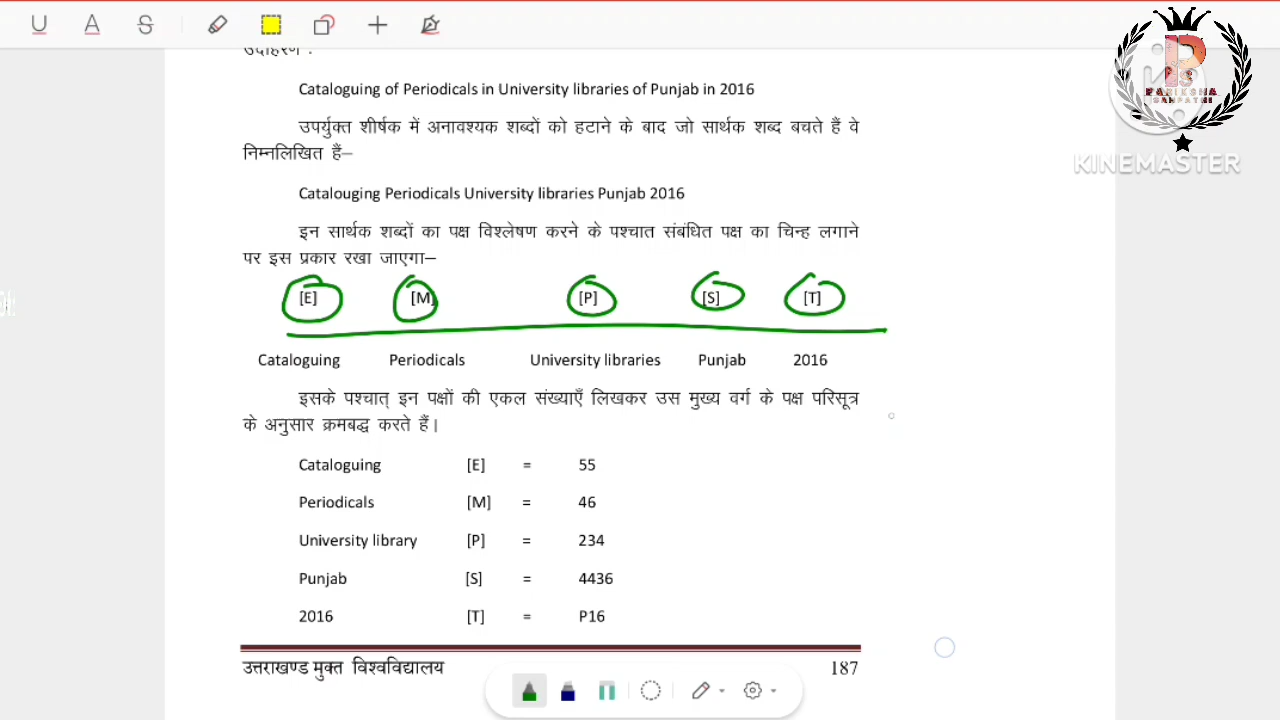 उदाहरण :
Cataloguing of Periodicals in University libraries of Punjab in 2016
उपर्युक्त शीर्षक में अनावश्यक शब्दों को हटाने के बाद जो सार्थक शब्द बचते हैं वे
निम्नलिखित हैं–
Catalouging Periodicals University libraries Punjab 2016
इन सार्थक शब्दों का पक्ष विश्लेषण करने के पश्चात संबंधित पक्ष का चिन्ह लगाने
पर इस प्रकार रखा जाएगा–
[E] [M] [P] [S] [T]
Cataloguing Periodicals University libraries Punjab 2016
इसके पश्चात् इन पक्षों की एकल संख्याएँ लिखकर उस मुख्य वर्ग के पक्ष परिसूत्र
के अनुसार क्रमबद्ध करते हैं।
Cataloguing [E] = 55
Periodicals [M] = 46
University library [P] = 234
Punjab [S] = 4436
2016 [T] = P16
उत्तराखण्ड मुक्त विश्वविद्यालय 187
PARIKSHA
SANPATHI
KINEMASTER